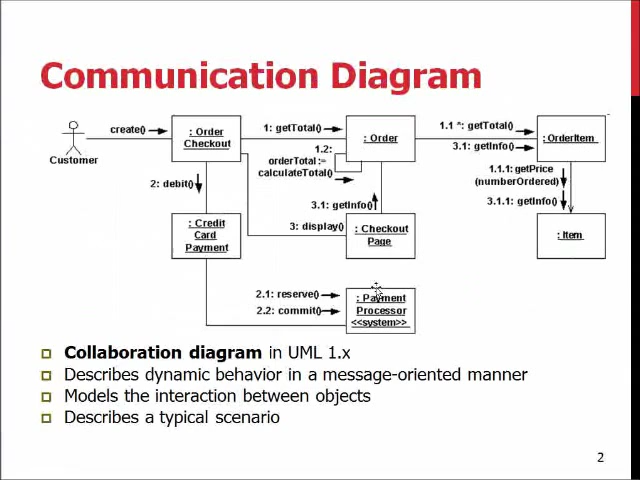 Communication Diagram
create()
: Order
Checkout
1: getTotal()
: Order
1.1 *: getTotal()
3.1: getInfo()
: OrderItem
Customer
1.2:
orderTotal :=
calculateTotal()
1.1.1: getPrice
(numberOrdered)
2: debit()
3.1: getInfo()
3.1.1: getInfo()
: Credit
Card
Payment
3: display()
: Checkout
Page
: Item
2.1: reserve()
2.2: commit()
: Payment
Processor
<<system>>
Collaboration diagram in UML 1.x
Describes dynamic behavior in a message-oriented manner
Models the interaction between objects
Describes a typical scenario
2